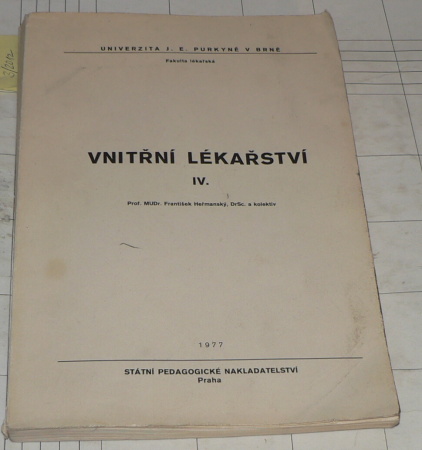 UNIVERZITA J. E. PURKYNĚ V BRNĚ
Fakulta lékařská
VNITŘNÍ LÉKAŘSTVÍ
IV.
Prof. MUDr. František Heřmanský, DrSc. a kolektiv
1977
STÁTNÍ PEDAGOGICKÉ NAKLADATELSTVÍ
Praha